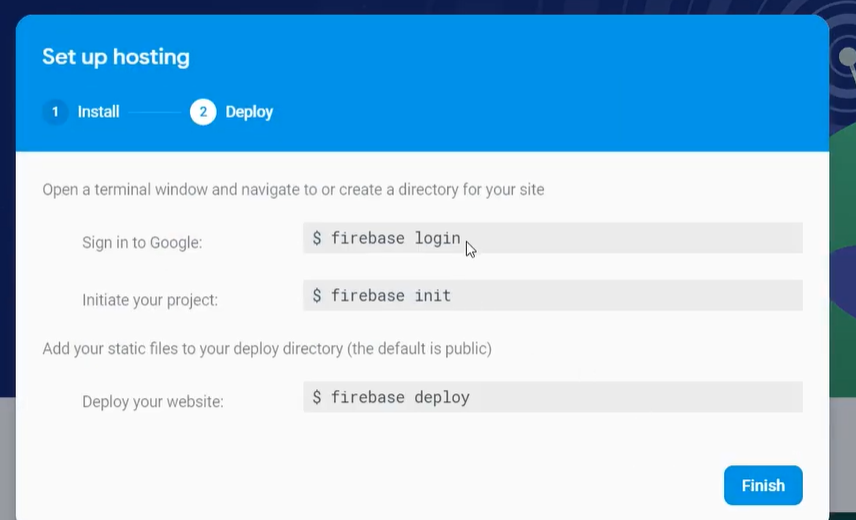 Set up hosting
1 Install 2 Deploy
Open a terminal window and navigate to or create a directory for your site
Sign in to Google: $ firebase login
Initiate your project: $ firebase init
Add your static files to your deploy directory (the default is public)
Deploy your website: $ firebase deploy
Finish